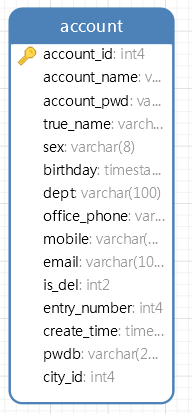 account
account_id: int4
account_name: v...
account_pwd: va...
true_name: varch...
sex: varchar(8)
birthday: timesta...
dept: varchar(100)
office_phone: var...
mobile: varchar(...
email: varchar(10...
is_del: int2
entry_number: int4
create_time: time...
pwdb: varchar(2...
city_id: int4